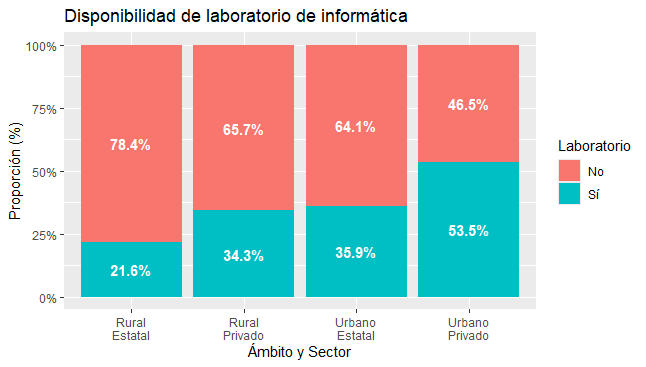 Disponibilidad de laboratorio de informática
100%
75%
50%
25%
0%
Proporción (%)
78.4%
65.7%
64.1%
46.5%
21.6%
34.3%
35.9%
53.5%
Rural
Estatal
Rural
Privado
Urbano
Estatal
Urbano
Privado
Ámbito y Sector
Laboratorio
No
Sí